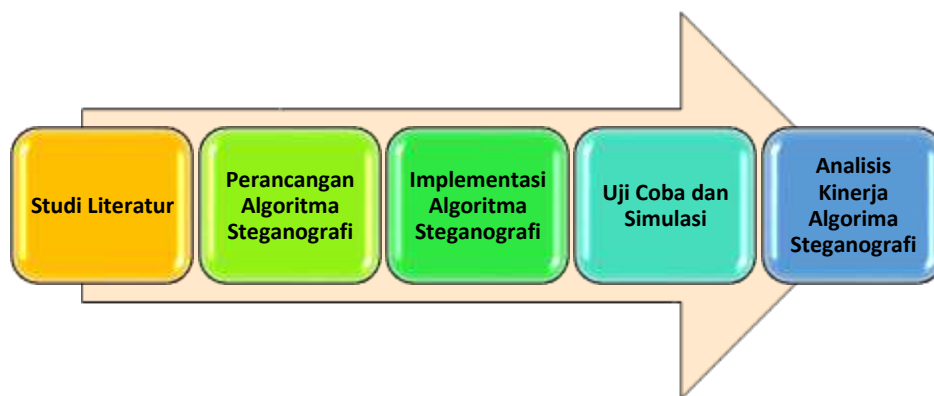 Studi Literatur
Perancangan
Algoritma
Steganografi
Implementasi
Algoritma
Steganografi
Uji Coba dan
Simulasi
Analisis
Kinerja
Algorima
Steganografi